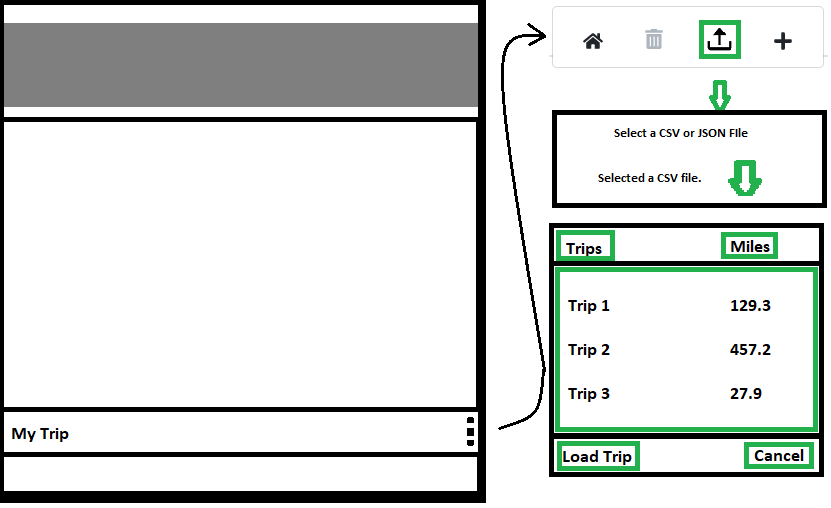 My Trip
Select a CSV or JSON FIle
Selected a CSV file.
Trips Miles
Trip 1 129.3
Trip 2 457.2
Trip 3 27.9
Load Trip Cancel